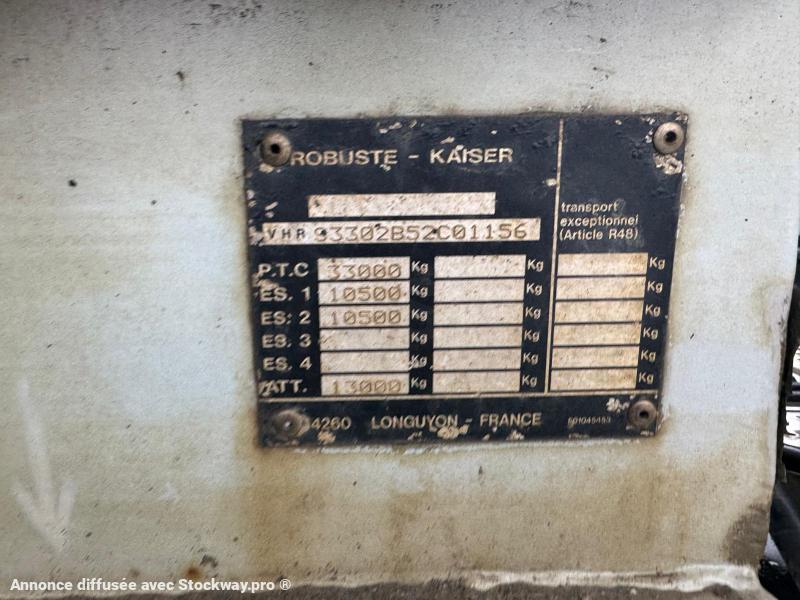 ROBUSTE - KAISER
VHR 93302B52C01156
transport
exceptionnel
(Article R48)
P.T.C 33000 Kg Kg Kg
ES. 1 10500 Kg Kg Kg
ES. 2 10500 Kg Kg Kg
ES. 3 Kg Kg Kg
ES. 4 Kg Kg Kg
ATT. 13000 Kg Kg Kg
4260 LONGUYON - FRANCE
Annonce diffusée avec Stockway.pro ®